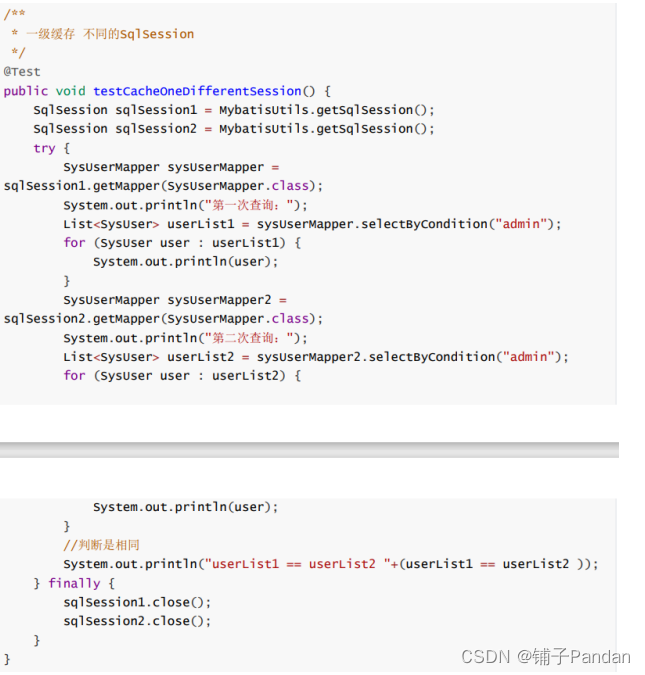 /**
 * 一级缓存 不同的SqlSession
 */
@Test
public void testCacheOneDifferentSession() {
    SqlSession sqlSession1 = MybatisUtils.getSqlSession();
    SqlSession sqlSession2 = MybatisUtils.getSqlSession();
    try {
        SysUserMapper sysUserMapper =
sqlSession1.getMapper(SysUserMapper.class);
        System.out.println("第一次查询：");
        List<SysUser> userList1 = sysUserMapper.selectByCondition("admin");
        for (SysUser user : userList1) {
            System.out.println(user);
        }
        SysUserMapper sysUserMapper2 =
sqlSession2.getMapper(SysUserMapper.class);
        System.out.println("第二次查询：");
        List<SysUser> userList2 = sysUserMapper2.selectByCondition("admin");
        for (SysUser user : userList2) {
            System.out.println(user);
        }
        //判断是相同
        System.out.println("userList1 == userList2 "+(userList1 == userList2 ));
    } finally {
        sqlSession1.close();
        sqlSession2.close();
    }
}
CSDN @铺子Pandan